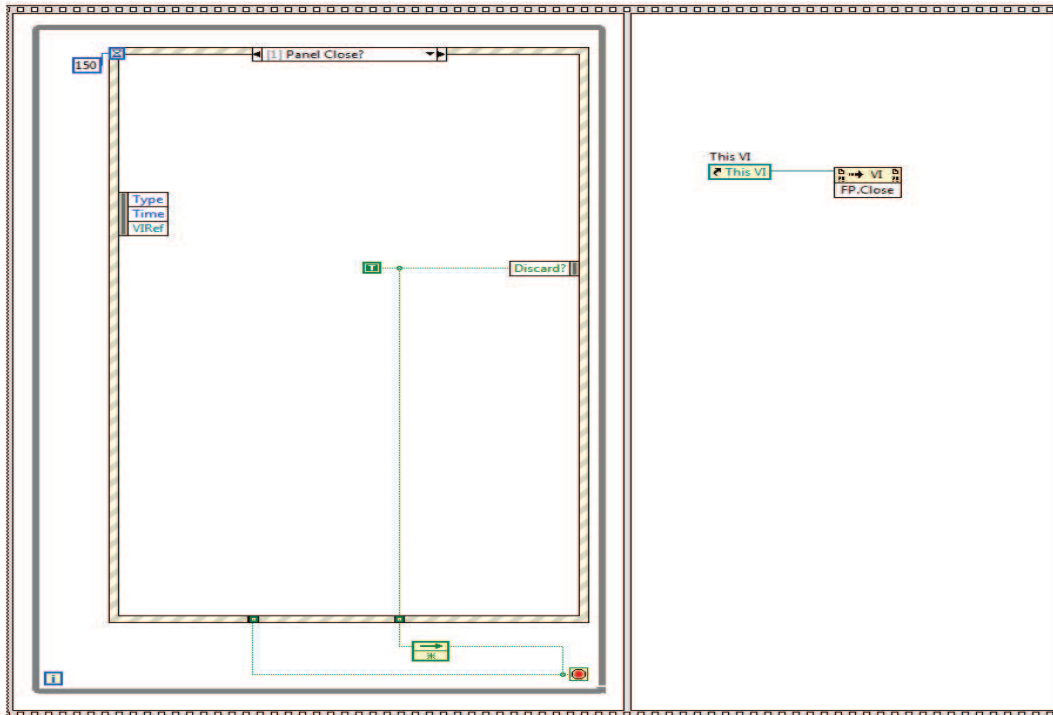 [1] Panel Close?
150
Type
Time
VIRef
T
Discard?
i
This VI
This VI
VI
FP.Close